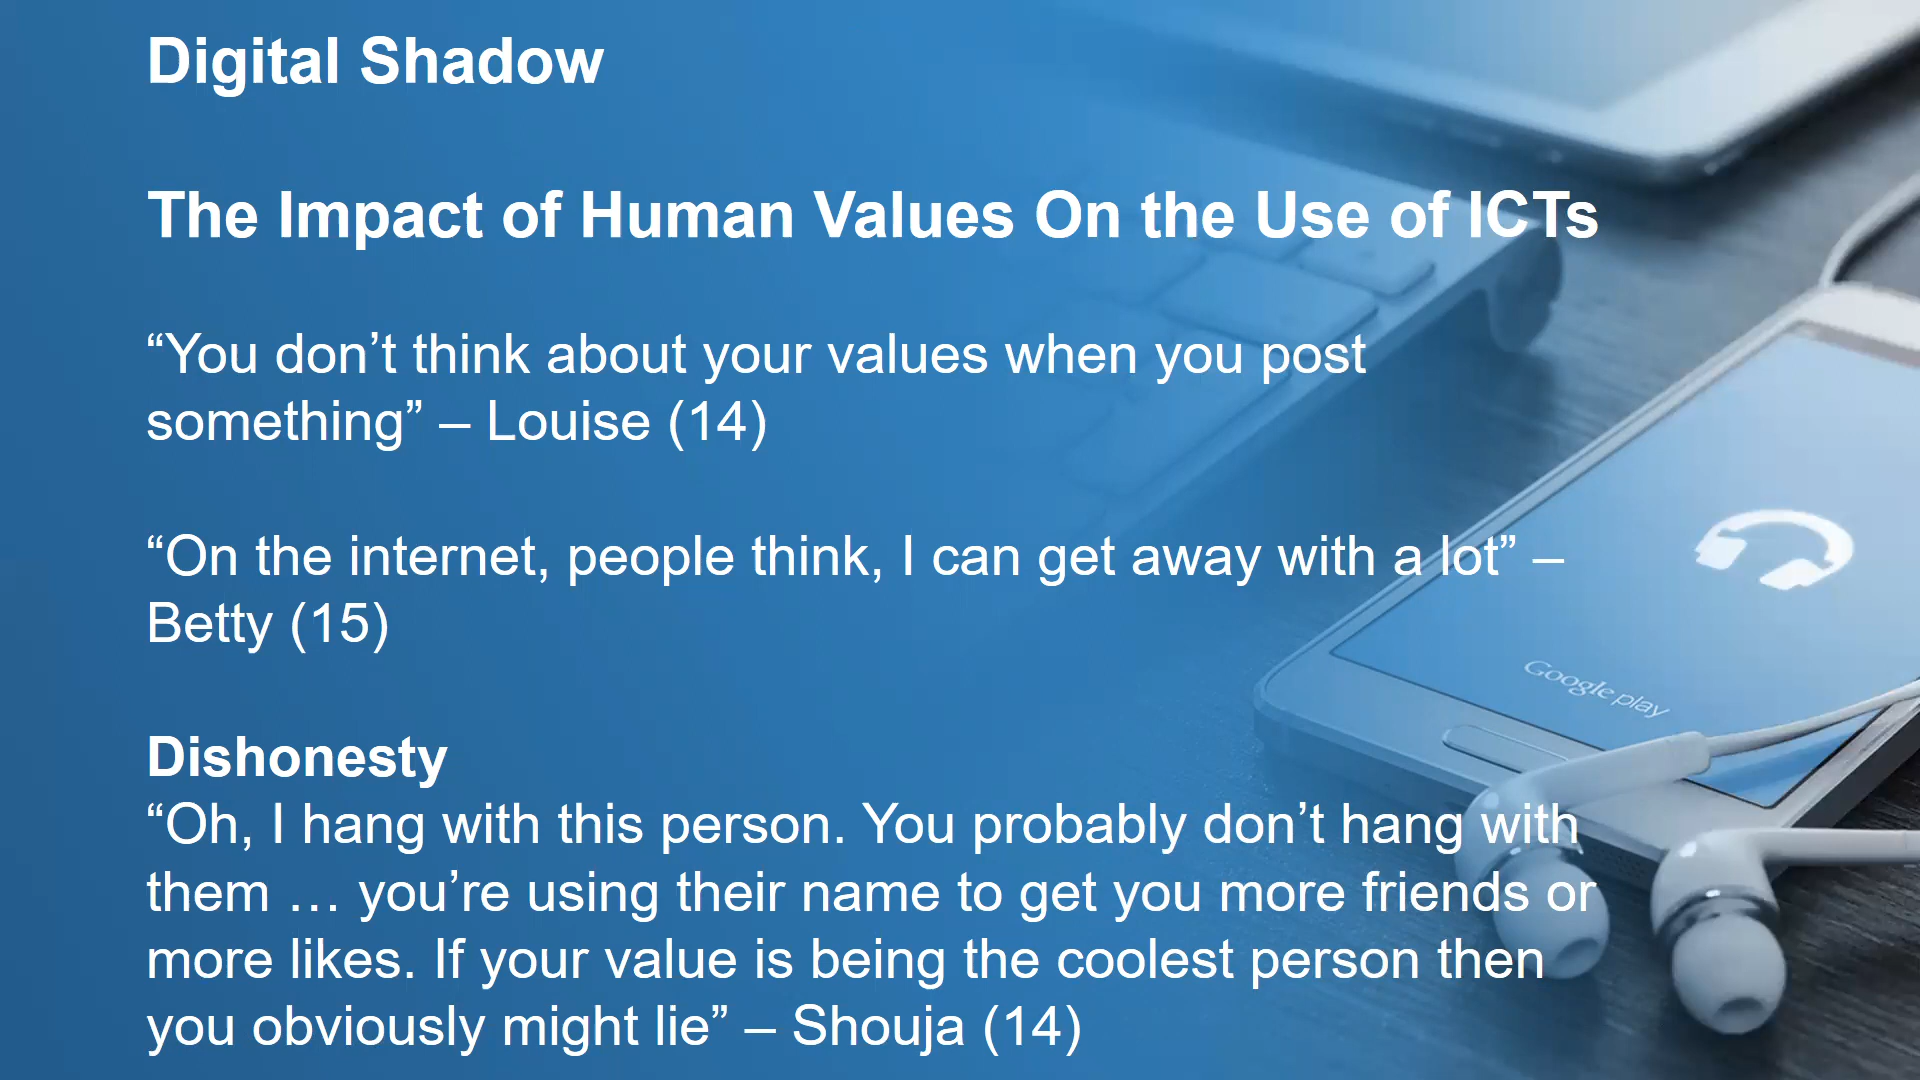 Digital Shadow
The Impact of Human Values On the Use of ICTs
“You don’t think about your values when you post
something” – Louise (14)
“On the internet, people think, I can get away with a lot” –
Betty (15)
Dishonesty
“Oh, I hang with this person. You probably don’t hang with
them … you’re using their name to get you more friends or
more likes. If your value is being the coolest person then
you obviously might lie” – Shouja (14)
Google play